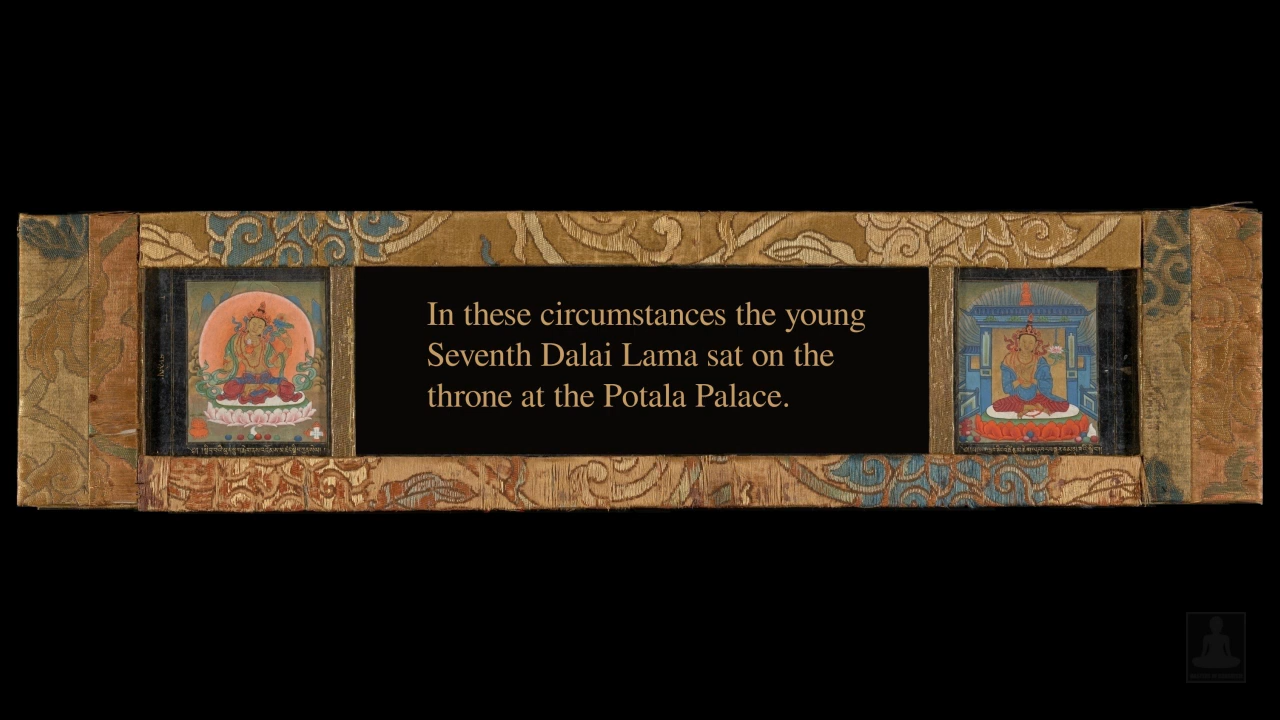 In these circumstances the young
Seventh Dalai Lama sat on the
throne at the Potala Palace.